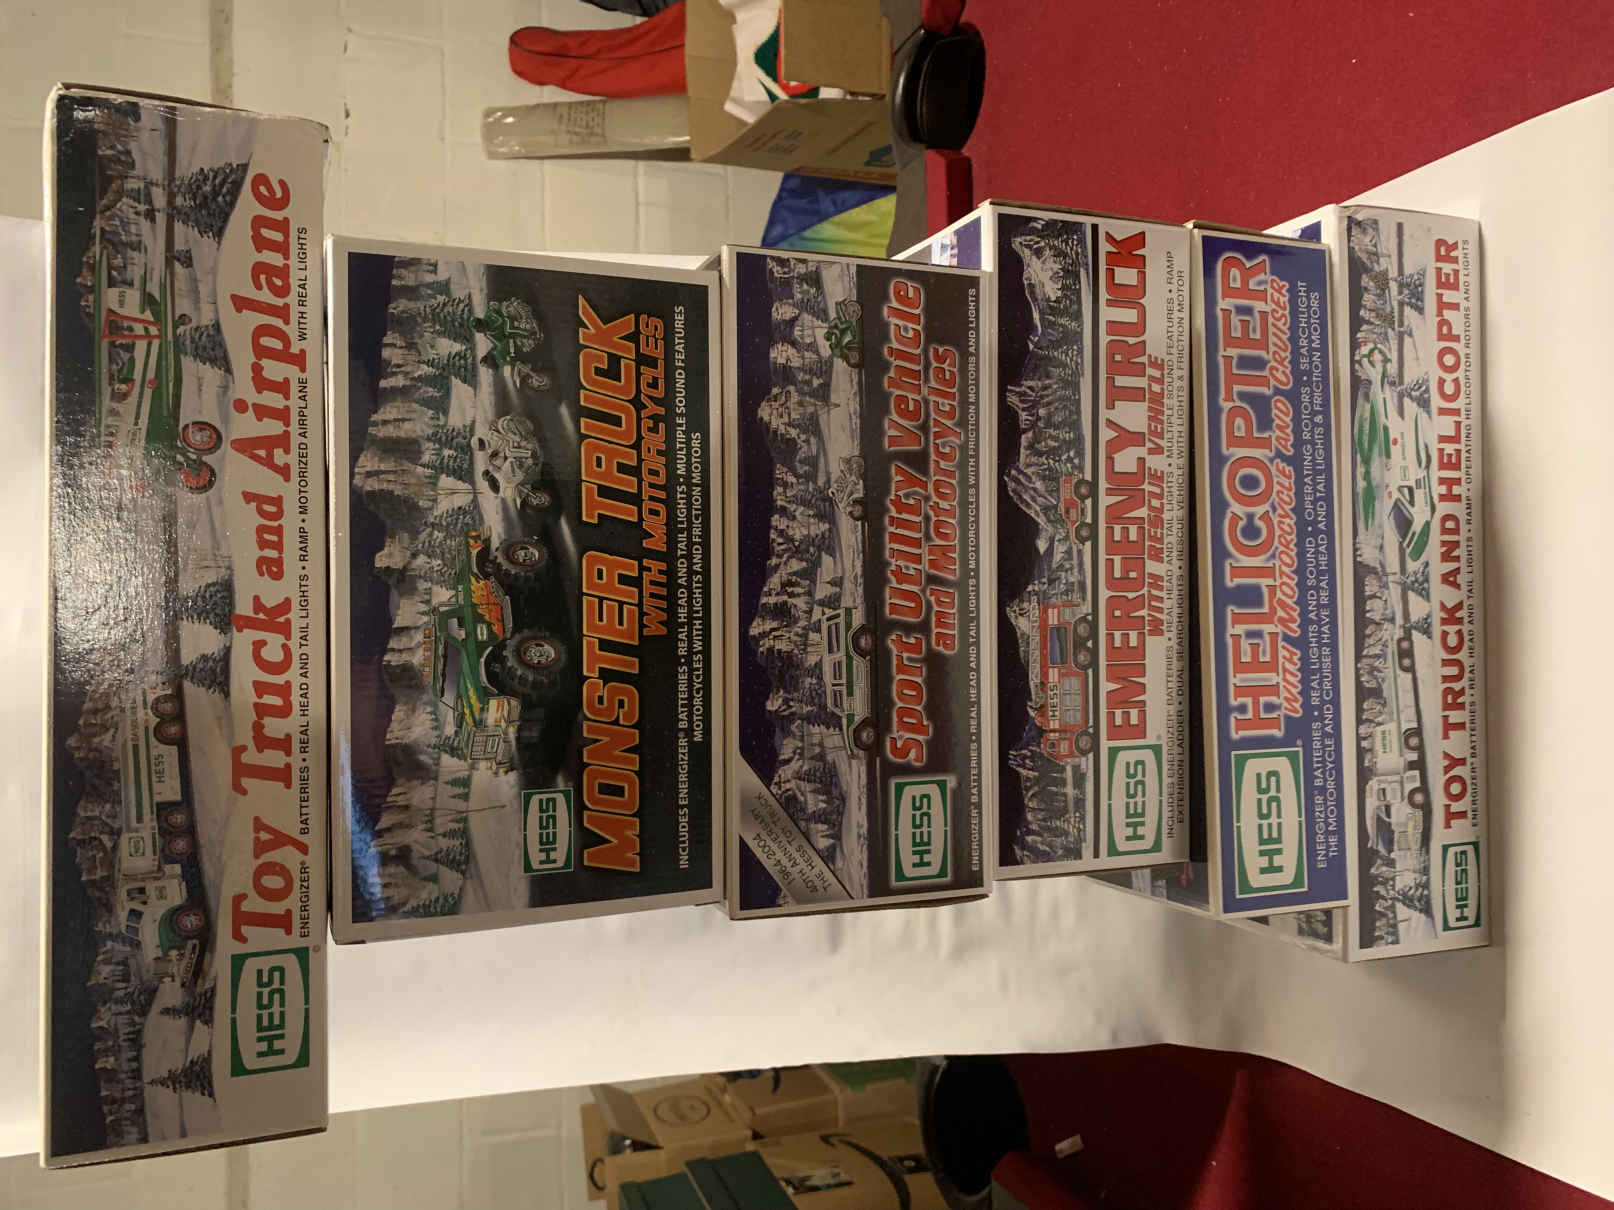 HESS
Toy Truck and Airplane
ENERGIZER® BATTERIES • REAL HEAD AND TAIL LIGHTS • RAMP • MOTORIZED AIRPLANE WITH REAL LIGHTS
HESS
HESS
HESS
MONSTER TRUCK
WITH MOTORCYCLES
INCLUDES ENERGIZER® BATTERIES • REAL HEAD AND TAIL LIGHTS • MULTIPLE SOUND FEATURES
MOTORCYCLES WITH LIGHTS AND FRICTION MOTORS
1964-2004
40TH ANNIVERSARY
THE HESS
TOY TRUCK
HESS
Sport Utility Vehicle
and Motorcycles
ENERGIZER® BATTERIES • REAL HEAD AND TAIL LIGHTS • MOTORCYCLES WITH FRICTION MOTORS AND LIGHTS
HESS
HESS
EMERGENCY TRUCK
WITH RESCUE VEHICLE
INCLUDES ENERGIZER® BATTERIES • REAL HEAD AND TAIL LIGHTS • MULTIPLE SOUND FEATURES • RAMP
EXTENSION LADDER • DUAL SEARCHLIGHTS • RESCUE VEHICLE WITH LIGHTS & FRICTION MOTOR
HESS
HELICOPTER
WITH MOTORCYCLE AND CRUISER
ENERGIZER® BATTERIES • REAL LIGHTS AND SOUND • OPERATING ROTORS • SEARCHLIGHT
THE MOTORCYCLE AND CRUISER HAVE REAL HEAD AND TAIL LIGHTS & FRICTION MOTORS
HESS
HESS
TOY TRUCK AND HELICOPTER
ENERGIZER® BATTERIES • REAL HEAD AND TAIL LIGHTS • RAMP • OPERATING HELICOPTOR ROTORS AND LIGHTS